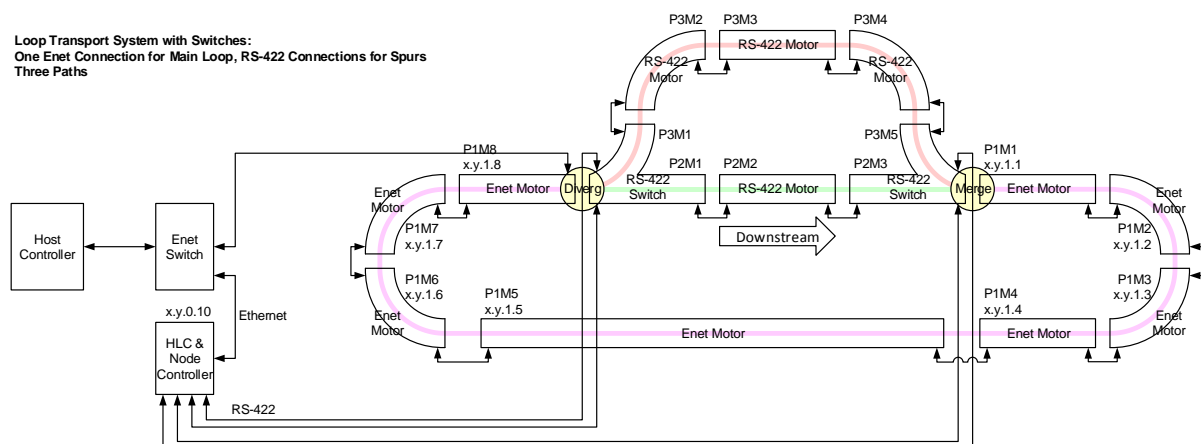 Loop Transport System with Switches:
One Enet Connection for Main Loop, RS-422 Connections for Spurs
Three Paths
P3M2
P3M3
P3M4
RS-422
Motor
RS-422 Motor
RS-422
Motor
P3M1
P3M5
P1M8
x.y.1.8
P2M1
P2M2
P2M3
P1M1
x.y.1.1
Enet
Motor
Enet Motor
Diverg
RS-422
Switch
RS-422 Motor
RS-422
Switch
Merge
Enet Motor
Enet
Motor
Host
Controller
Enet
Switch
P1M7
x.y.1.7
Downstream
P1M2
x.y.1.2
P1M6
x.y.1.6
P1M5
x.y.1.5
P1M4
x.y.1.4
P1M3
x.y.1.3
x.y.0.10
Ethernet
Enet
Motor
Enet Motor
Enet Motor
Enet
Motor
HLC &
Node
Controller
RS-422